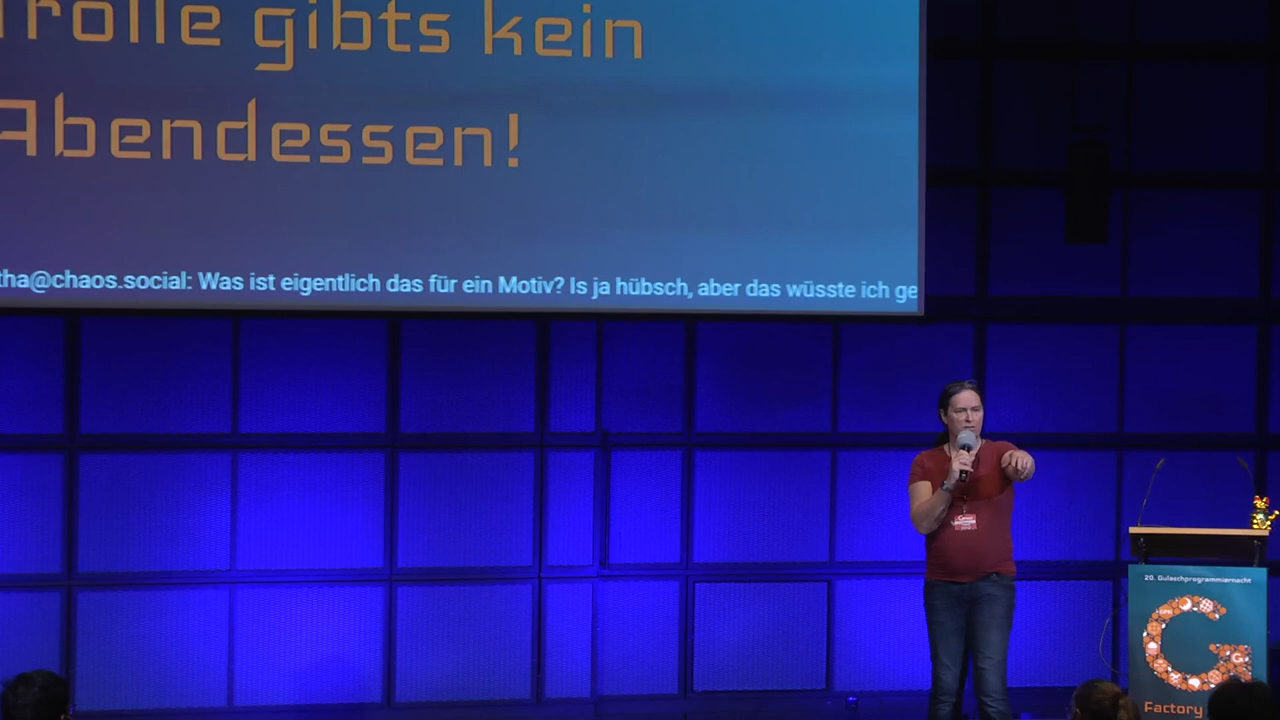 gibts kein
Abendessen!
tha@chaos.social: Was ist eigentlich das für ein Motiv? Is ja hübsch, aber das wüsste ich ge
20. Gulaschprogrammiernacht
G
Factory